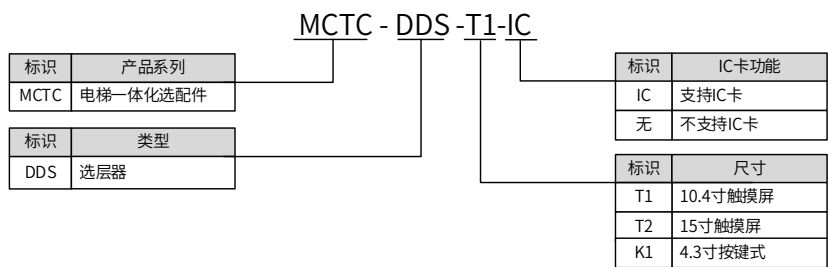 MCTC - DDS -T1-IC
标识 产品系列
MCTC 电梯一体化选配件
标识 类型
DDS 选层器
标识 IC卡功能
IC 支持IC卡
无 不支持IC卡
标识 尺寸
T1 10.4寸触摸屏
T2 15寸触摸屏
K1 4.3寸按键式